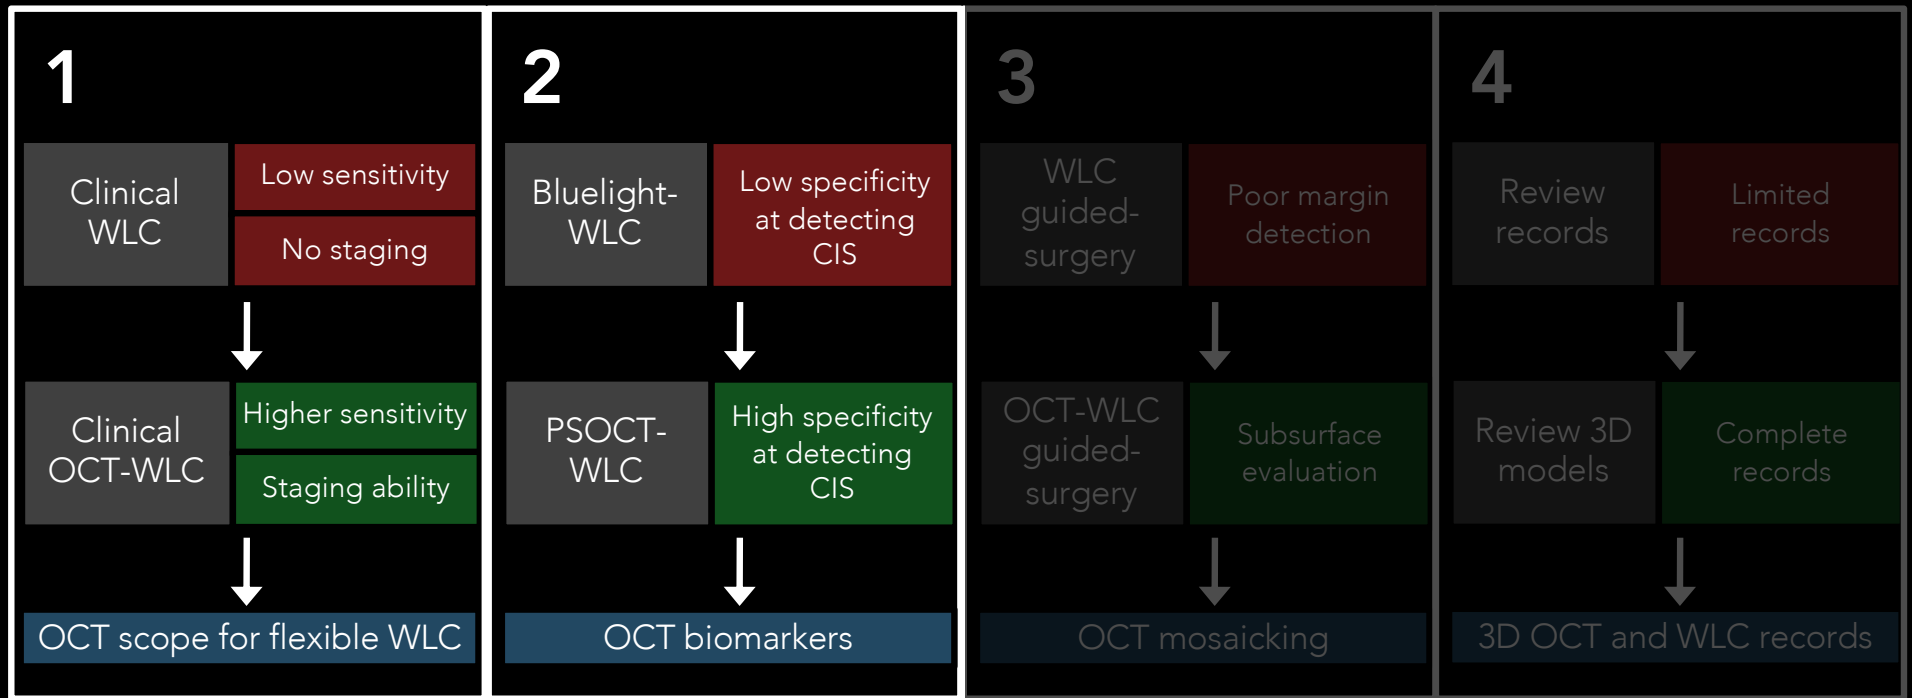 1
Clinical
WLC
Low sensitivity
No staging
Clinical
OCT-WLC
Higher sensitivity
Staging ability
OCT scope for flexible WLC
2
Bluelight-
WLC
Low specificity
at detecting
CIS
PSOCT-
WLC
High specificity
at detecting
CIS
OCT biomarkers
3
WLC
guided-
surgery
Poor margin
detection
OCT-WLC
guided-
surgery
Subsurface
evaluation
OCT mosaicking
4
Review
records
Limited
records
Review 3D
models
Complete
records
3D OCT and WLC records